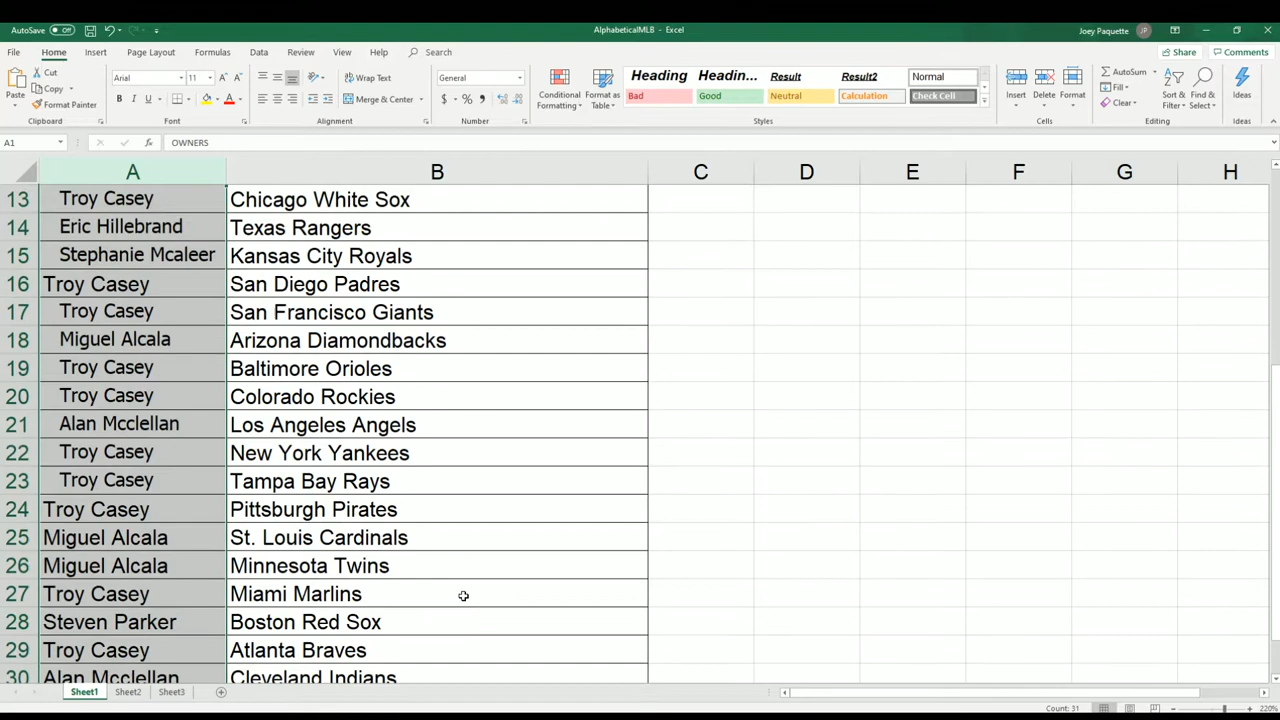 AutoSave Off
AlphabeticalMLB - Excel
Joey Paquette JP
File Home Insert Page Layout Formulas Data Review View Help Search Share Comments
Paste Cut Copy Format Painter Clipboard
Arial 11 Font
Wrap Text Merge & Center Alignment
General Number
Conditional Formatting Format as Table
Heading Headin... Result Result2 Normal
Bad Good Neutral Calculation Check Cell
Styles
Insert Delete Format Cells
AutoSum Fill Clear Sort & Filter Find & Select Editing
Ideas Ideas
A1 fx OWNERS
A B C D E F G H
13 Troy Casey Chicago White Sox
14 Eric Hillebrand Texas Rangers
15 Stephanie Mcaleer Kansas City Royals
16 Troy Casey San Diego Padres
17 Troy Casey San Francisco Giants
18 Miguel Alcala Arizona Diamondbacks
19 Troy Casey Baltimore Orioles
20 Troy Casey Colorado Rockies
21 Alan Mcclellan Los Angeles Angels
22 Troy Casey New York Yankees
23 Troy Casey Tampa Bay Rays
24 Troy Casey Pittsburgh Pirates
25 Miguel Alcala St. Louis Cardinals
26 Miguel Alcala Minnesota Twins
27 Troy Casey Miami Marlins
28 Steven Parker Boston Red Sox
29 Troy Casey Atlanta Braves
30 Alan Mcclellan Cleveland Indians
Sheet1 Sheet2 Sheet3
Count: 31 220%